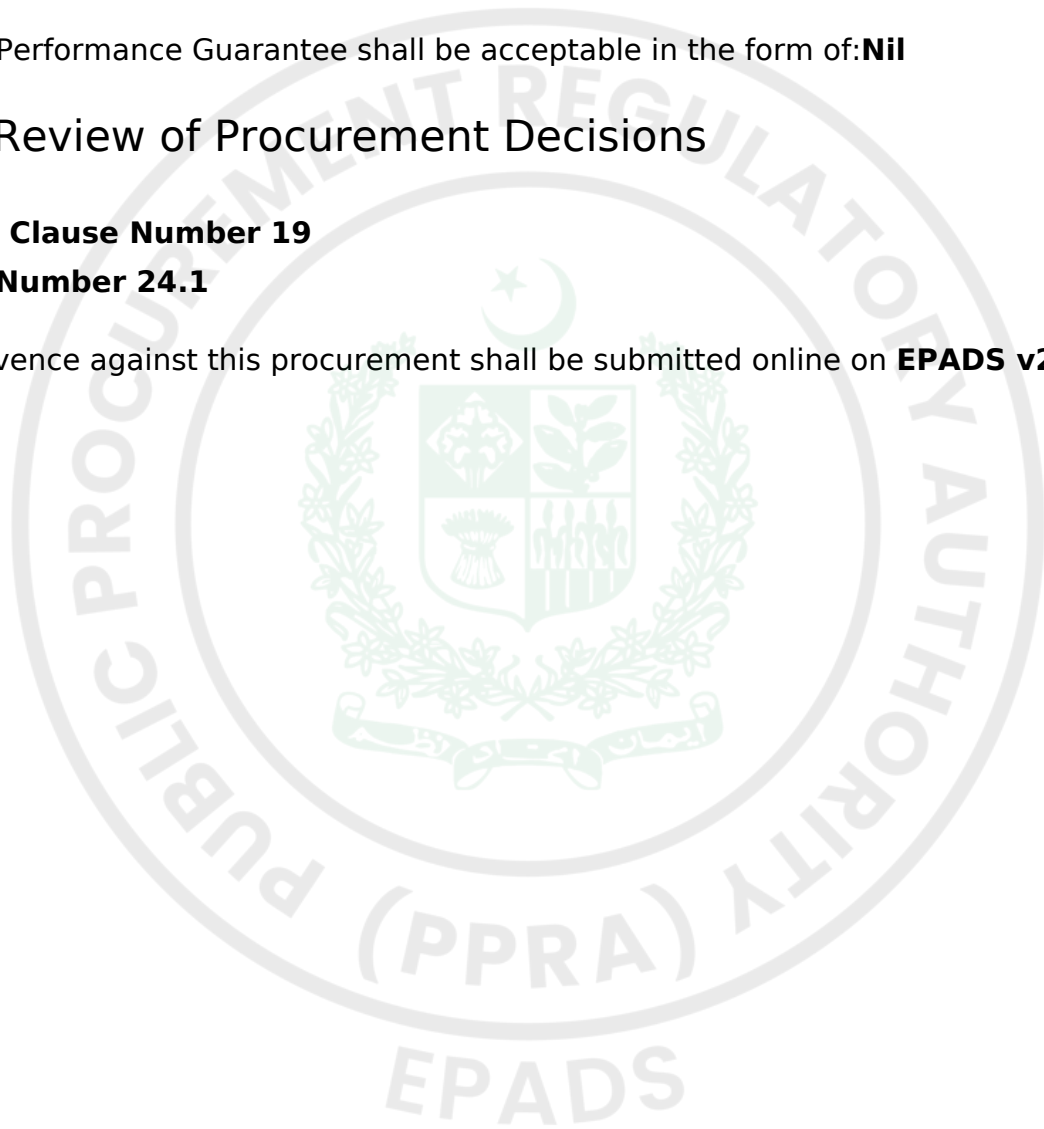 Performance Guarantee shall be acceptable in the form of:Nil
Review of Procurement Decisions
Clause Number 19
Number 24.1
vence against this procurement shall be submitted online on EPADS v2
PUBLIC PROCUREMENT REGULATORY AUTHORITY
(PPRA)
EPADS